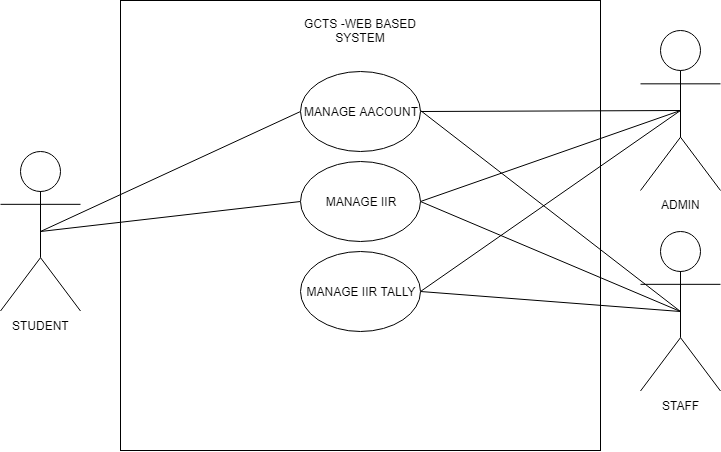 GCTS -WEB BASED
SYSTEM
MANAGE AACOUNT
MANAGE IIR
ADMIN
MANAGE IIR TALLY
STUDENT
STAFF